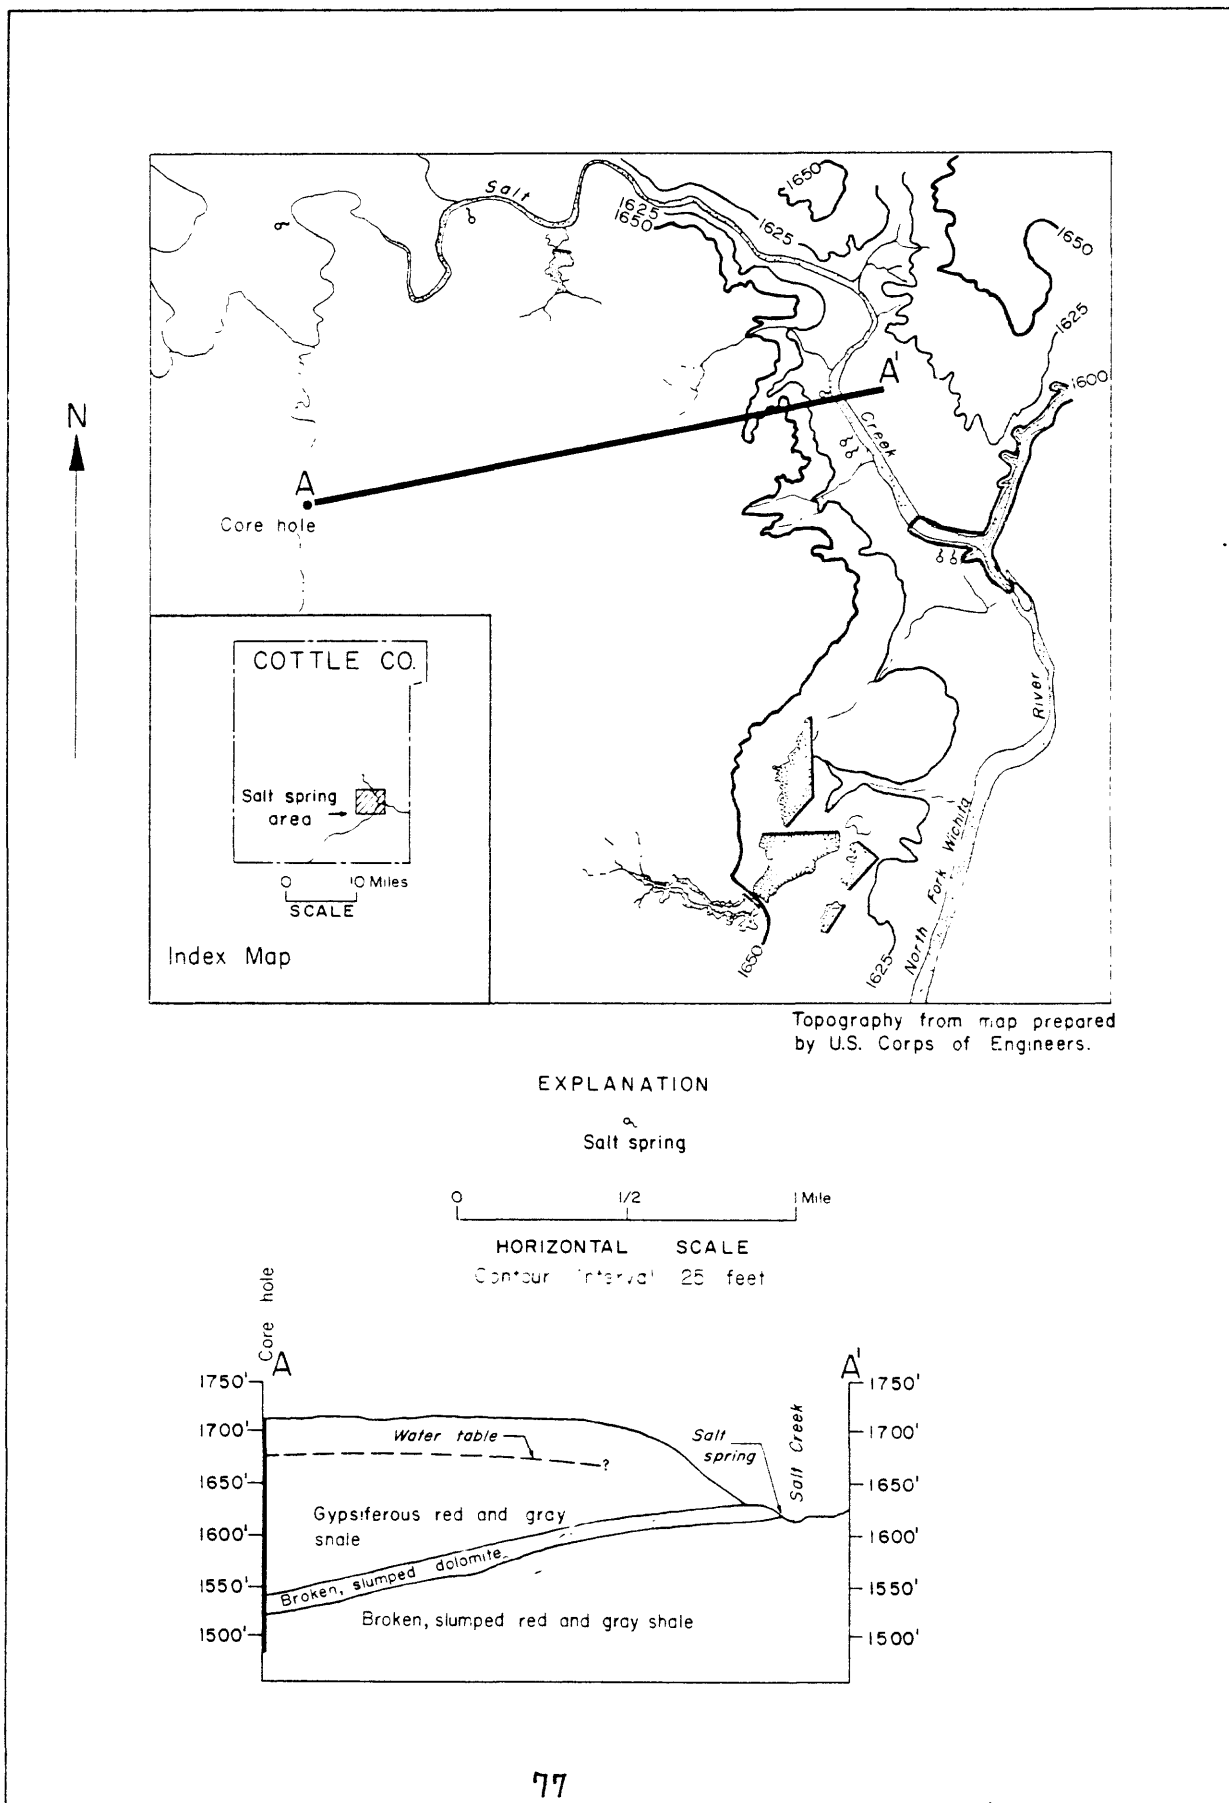 Salt
1650
1625
1650
1625
1650
1625
1600
A'
Creek
N
A
Core hole
COTTLE CO.
Salt spring
area
0 10 Miles
SCALE
Index Map
River
North Fork Wichita
1650
1625
Topography from map prepared
by U.S. Corps of Engineers.
EXPLANATION
Salt spring
0 1/2 1 Mile
HORIZONTAL SCALE
Contour interval 25 feet
Core hole
A
A'
1750' 1750'
1700' 1700'
1650' 1650'
1600' 1600'
1550' 1550'
1500' 1500'
Water table
?
Salt
spring
Salt Creek
Gypsiferous red and gray
shale
Broken, slumped dolomite
Broken, slumped red and gray shale
77